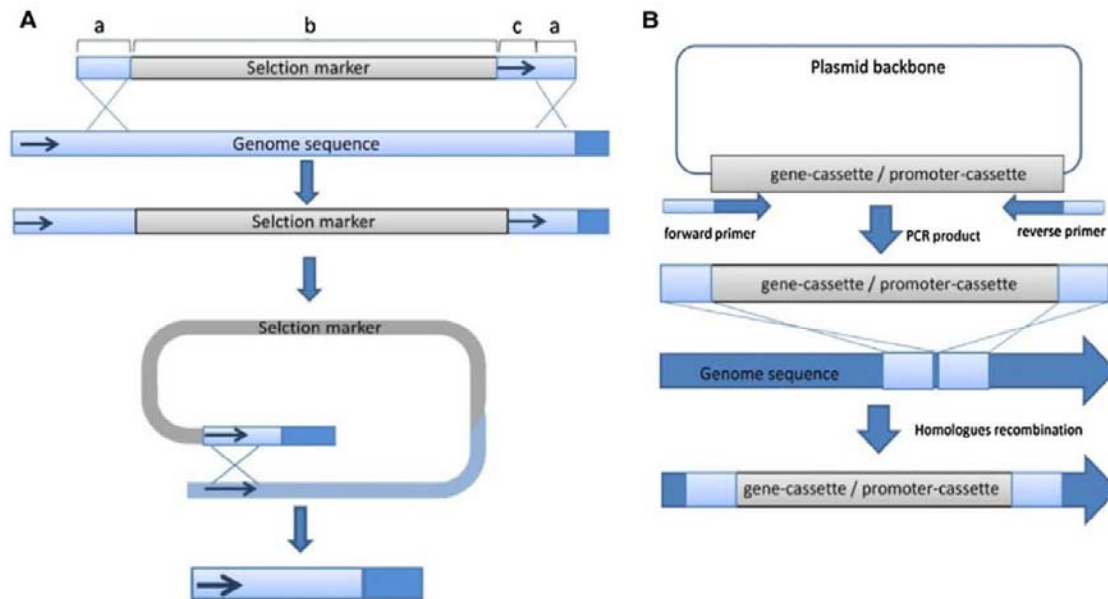 A
a b c a
Selction marker
Genome sequence
Selction marker
Selction marker
B
Plasmid backbone
gene-cassette / promoter-cassette
forward primer
PCR product
reverse primer
gene-cassette / promoter-cassette
Genome sequence
Homologues recombination
gene-cassette / promoter-cassette